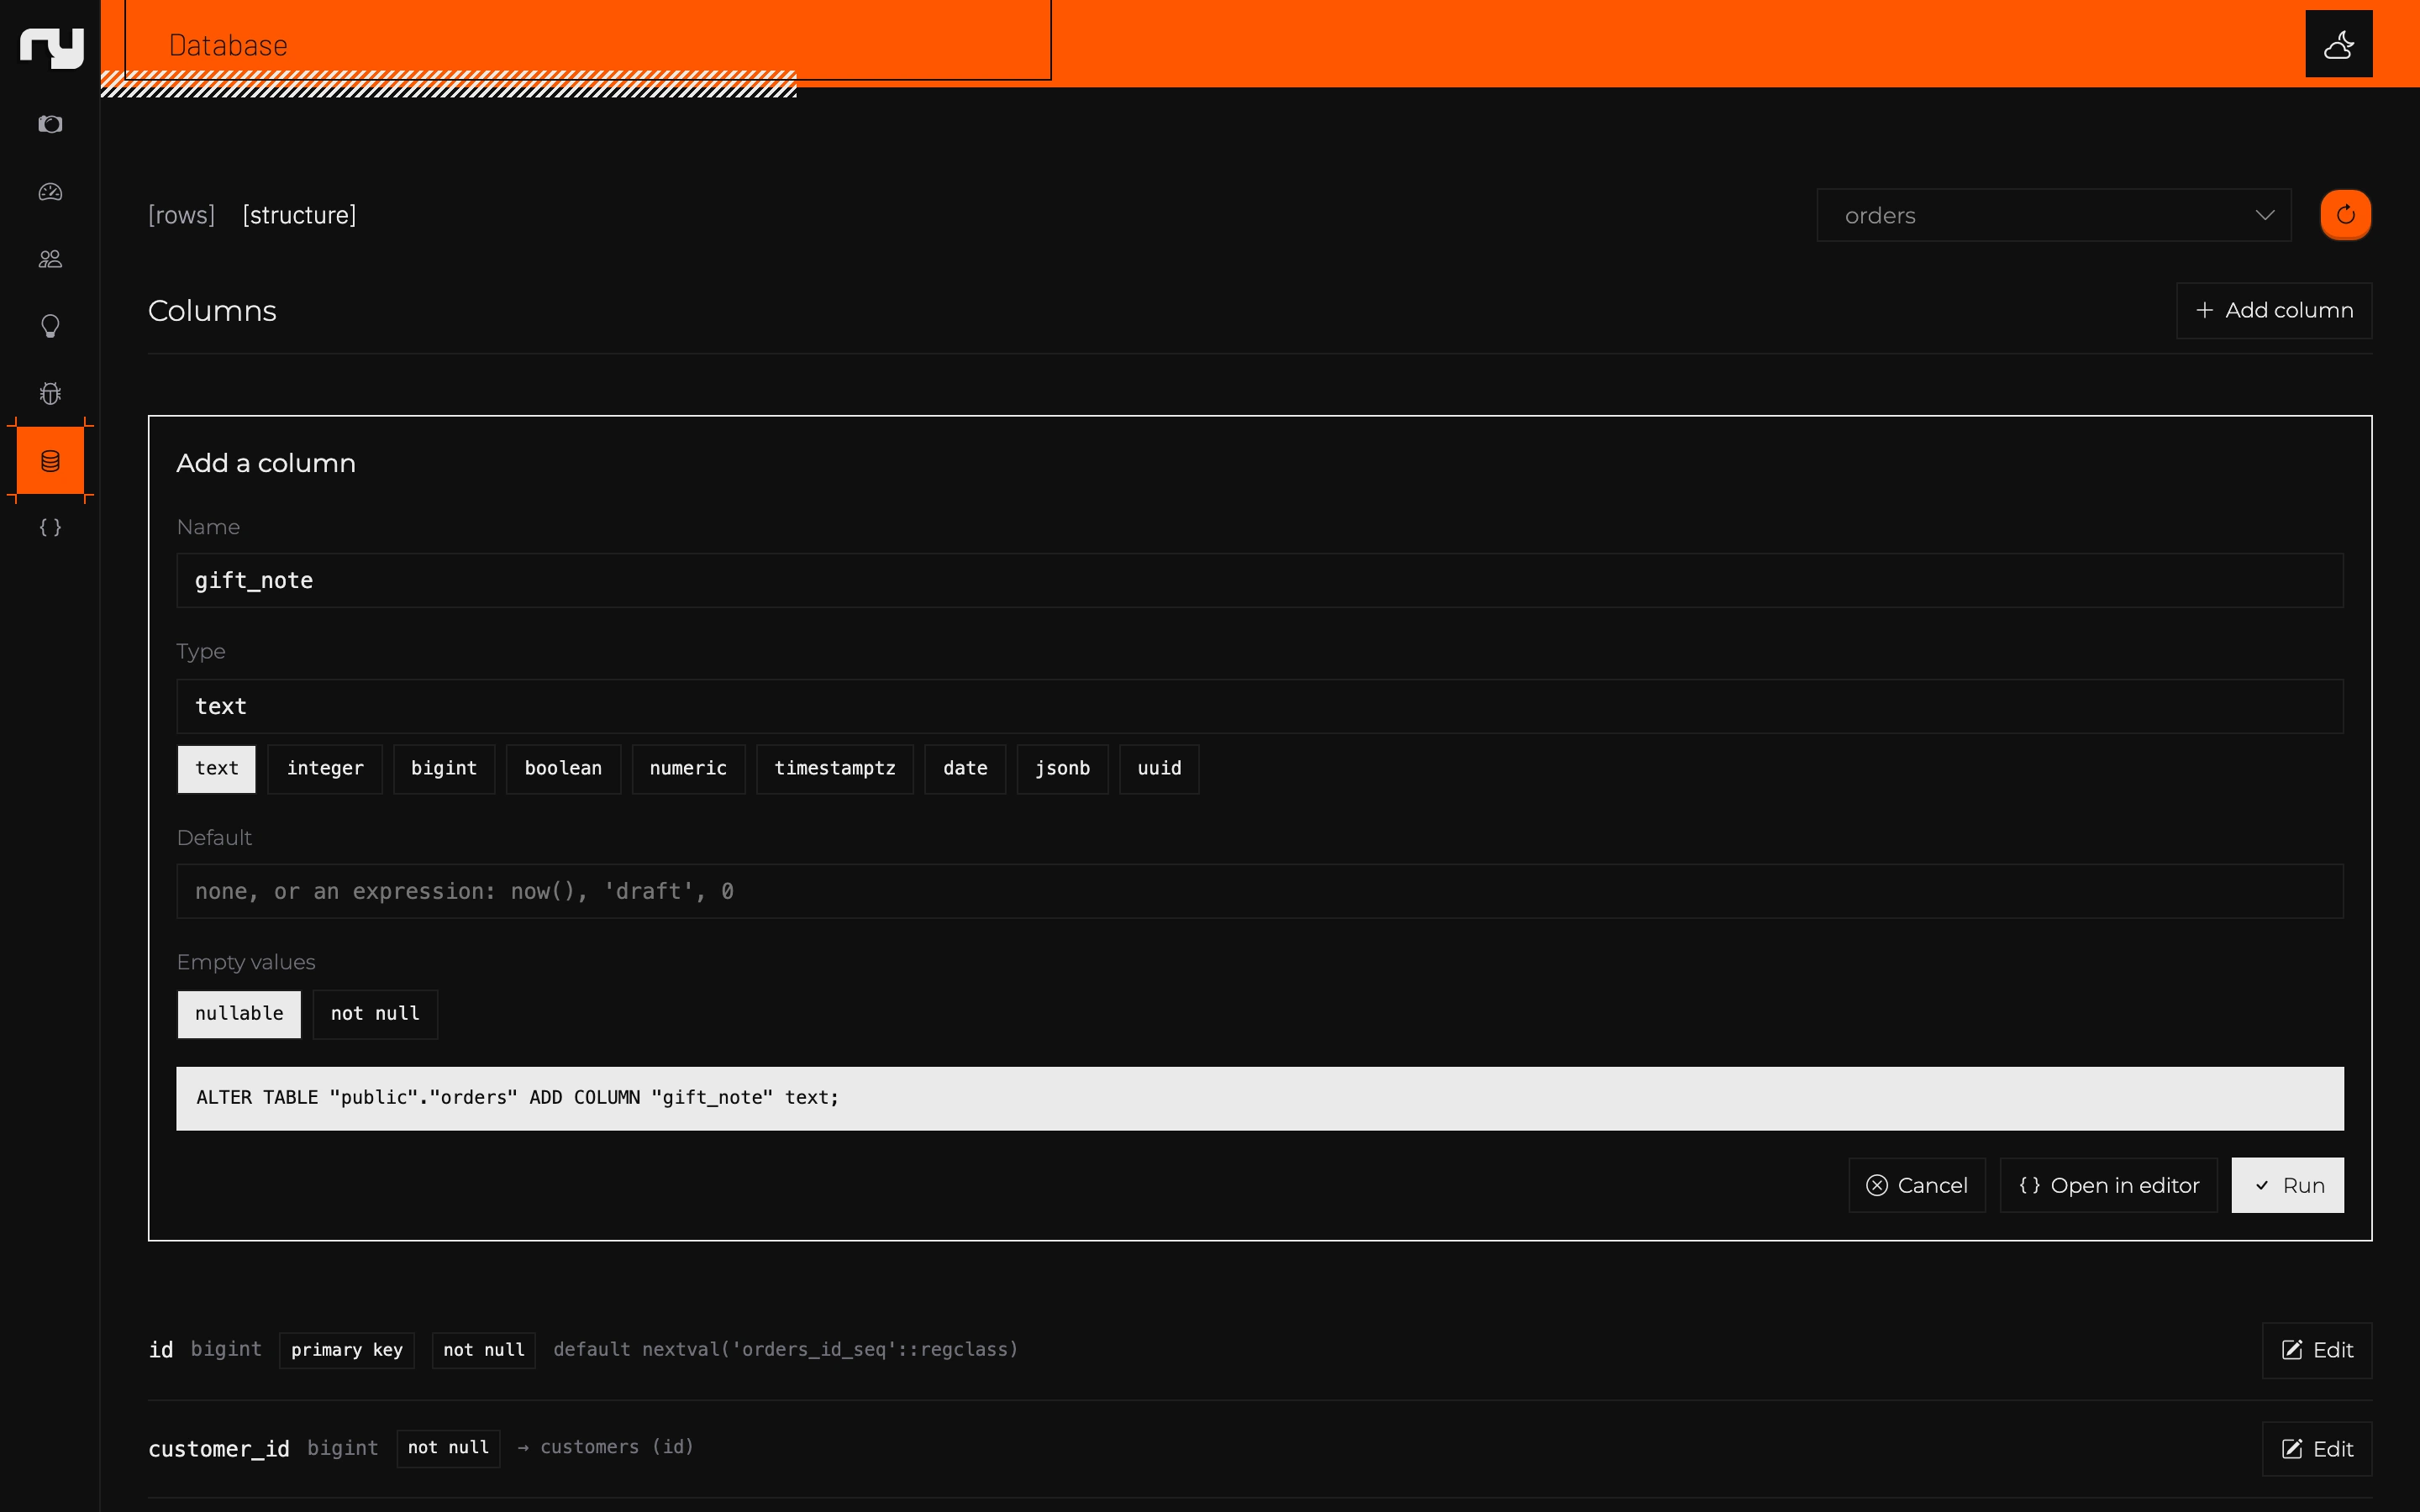 ry
Database
[rows] [structure]
orders
Columns
Add column
Add a column
Name
gift_note
Type
text
text integer bigint boolean numeric timestamptz date jsonb uuid
Default
none, or an expression: now(), 'draft', 0
Empty values
nullable not null
ALTER TABLE "public"."orders" ADD COLUMN "gift_note" text;
Cancel {} Open in editor Run
id bigint primary key not null default nextval('orders_id_seq'::regclass) Edit
customer_id bigint not null → customers (id) Edit